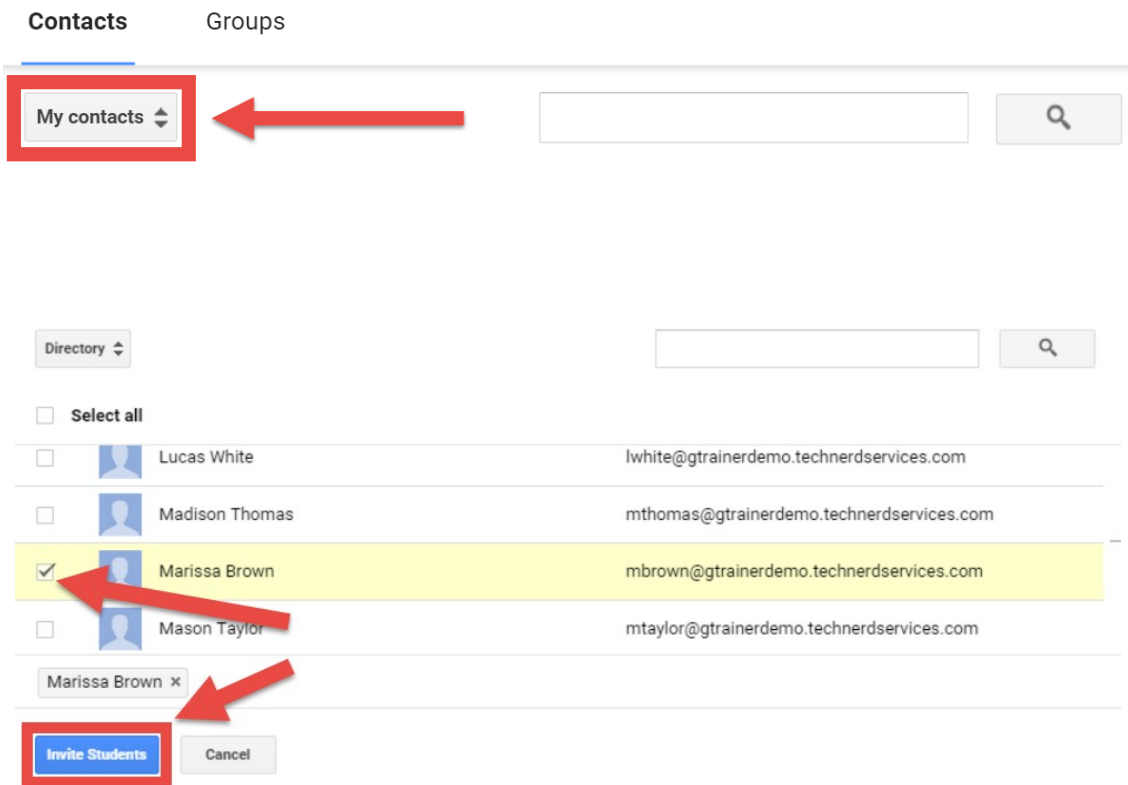 Contacts Groups
My contacts
Directory
Select all
Lucas White lwhite@gtrainerdemo.technerdservices.com
Madison Thomas mthomas@gtrainerdemo.technerdservices.com
Marissa Brown mbrown@gtrainerdemo.technerdservices.com
Mason Taylor mtaylor@gtrainerdemo.technerdservices.com
Marissa Brown ×
Invite Students Cancel